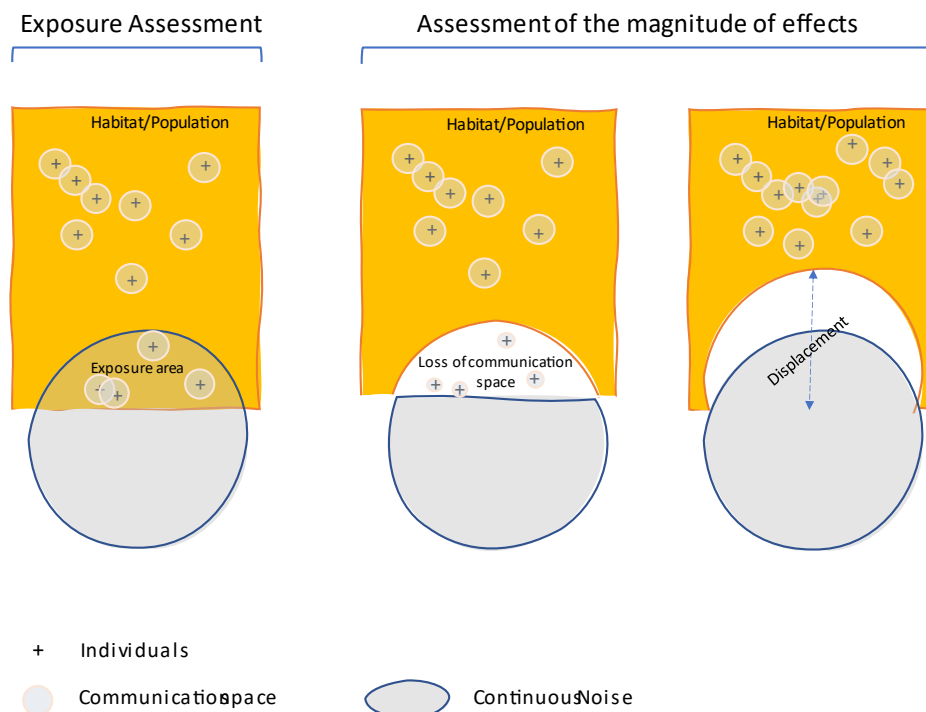 Exposure Assessment
Assessment of the magnitude of effects
Habitat/Population
Habitat/Population
Habitat/Population
Exposure area
Loss of communication
space
Displacement
+ Individuals
Communication space
Continuous Noise